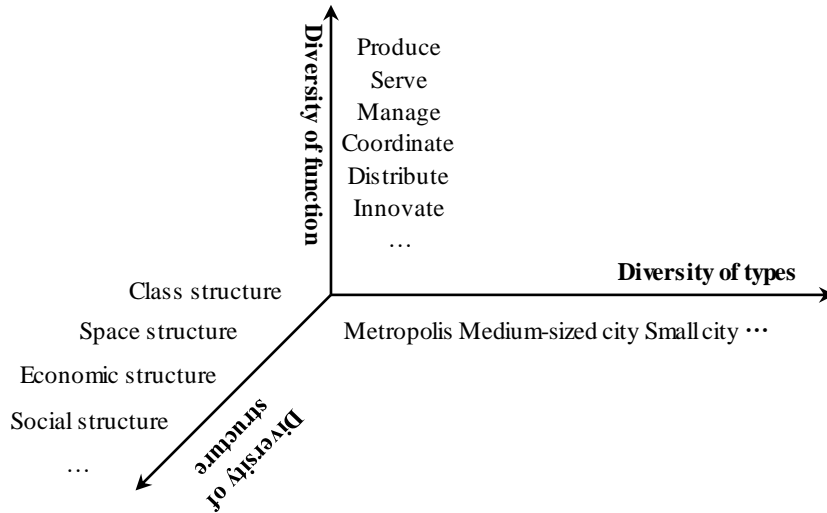 Diversity of function
Produce
Serve
Manage
Coordinate
Distribute
Innovate
…
Diversity of types
Metropolis Medium-sized city Small city …
Class structure
Space structure
Economic structure
Social structure
…
Diversity of
structure